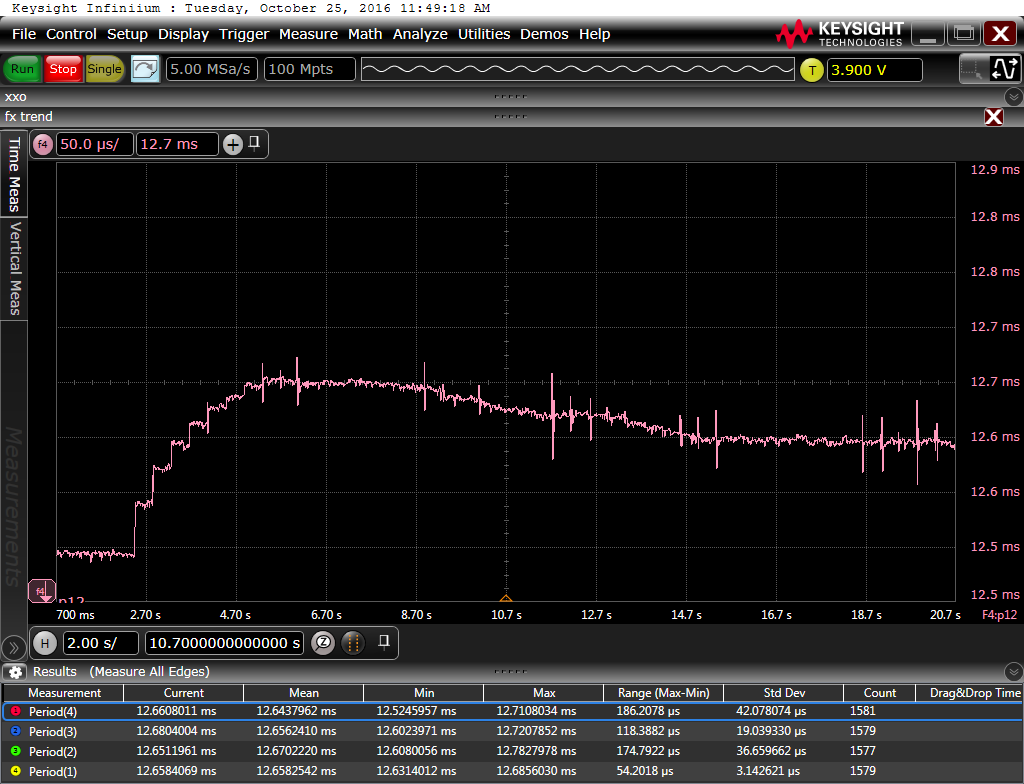 Keysight Infiniium : Tuesday, October 25, 2016 11:49:18 AM
File Control Setup Display Trigger Measure Math Analyze Utilities Demos Help
KEYSIGHT
TECHNOLOGIES
Run Stop Single 5.00 MSa/s 100 Mpts T 3.900 V
xxo
fx trend
f4 50.0 µs/ 12.7 ms
Time Meas
Vertical Meas
Measurements
12.9 ms
12.8 ms
12.8 ms
12.7 ms
12.7 ms
12.6 ms
12.6 ms
12.5 ms
12.5 ms
f4
p12
700 ms 2.70 s 4.70 s 6.70 s 8.70 s 10.7 s 12.7 s 14.7 s 16.7 s 18.7 s 20.7 s F4:p12
H 2.00 s/ 10.7000000000000 s Z
Results (Measure All Edges)
Measurement Current Mean Min Max Range (Max-Min) Std Dev Count Drag&Drop Time
1 Period(4) 12.6608011 ms 12.6437962 ms 12.5245957 ms 12.7108034 ms 186.2078 µs 42.078074 µs 1581
2 Period(3) 12.6804004 ms 12.6562410 ms 12.6023971 ms 12.7207852 ms 118.3882 µs 19.039330 µs 1579
3 Period(2) 12.6511961 ms 12.6702220 ms 12.6080056 ms 12.7827978 ms 174.7922 µs 36.659662 µs 1577
4 Period(1) 12.6584069 ms 12.6582542 ms 12.6314012 ms 12.6856030 ms 54.2018 µs 3.142621 µs 1579